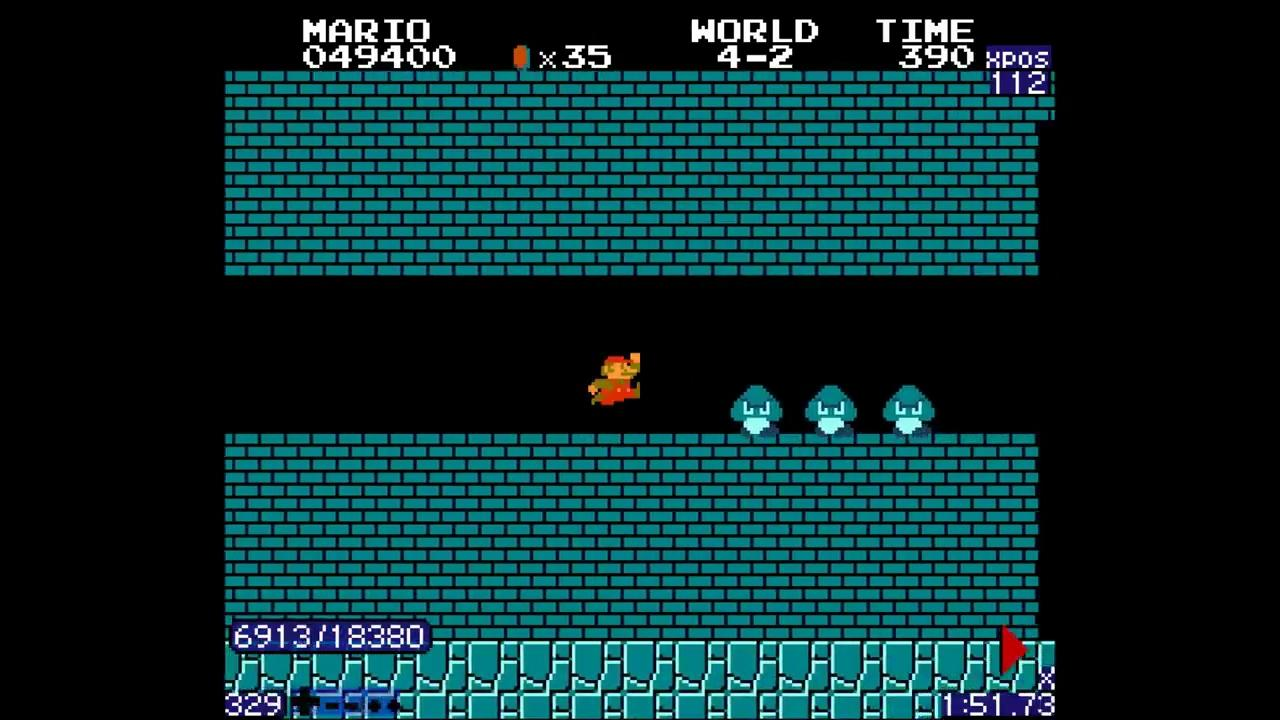 MARIO WORLD TIME
049400 ×35 4-2 390 XPOS
112
6913/18380
X
329 1:51.73